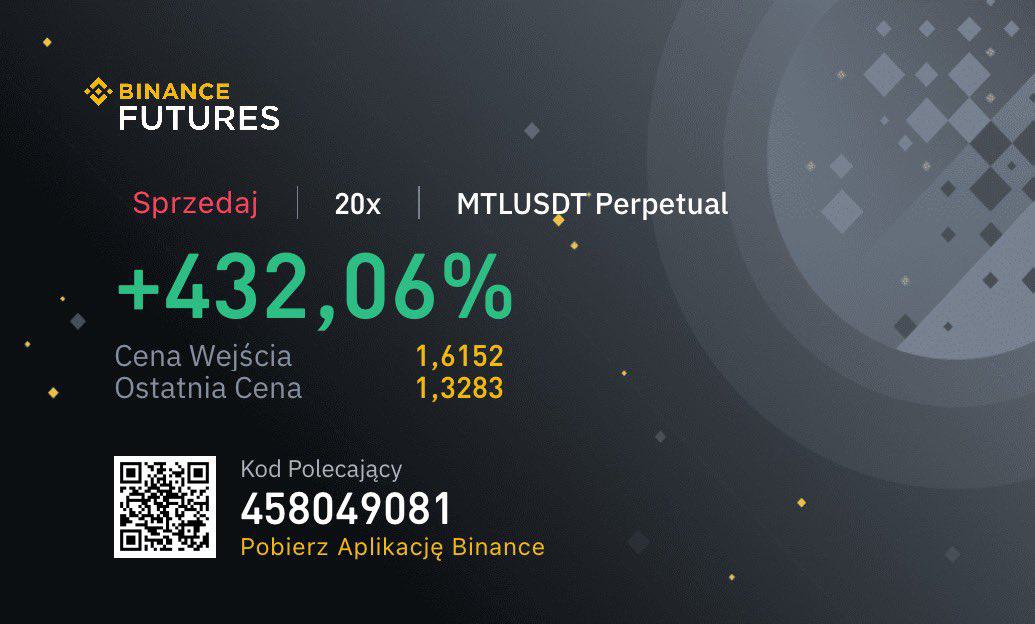 BINANCE
FUTURES
Sprzedaj | 20x | MTLUSDT Perpetual
+432,06%
Cena Wejścia 1,6152
Ostatnia Cena 1,3283
Kod Polecający
458049081
Pobierz Aplikację Binance